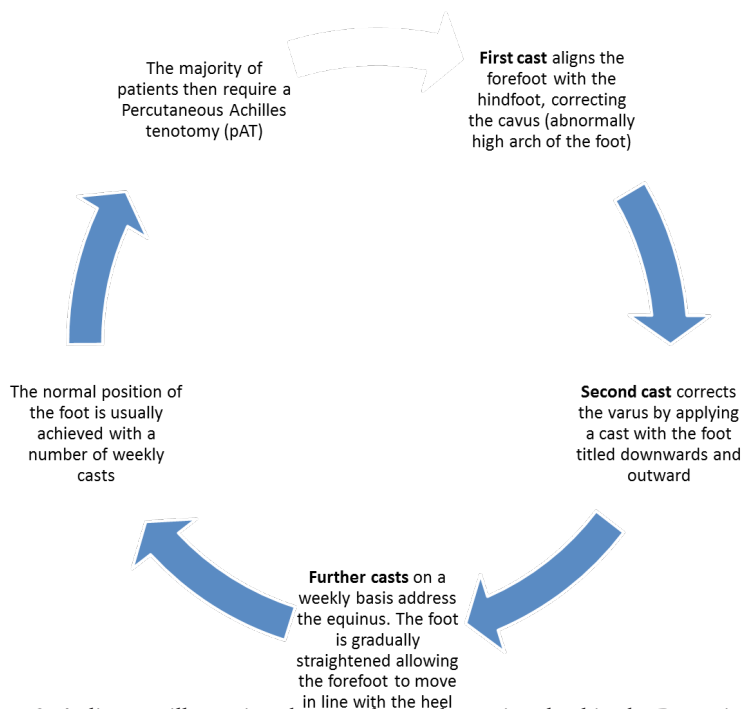 First cast aligns the
forefoot with the
hindfoot, correcting
the cavus (abnormally
high arch of the foot)
Second cast corrects
the varus by applying
a cast with the foot
titled downwards and
outward
Further casts on a
weekly basis address
the equinus. The foot
is gradually
straightened allowing
the forefoot to move
in line with the heel
The normal position of
the foot is usually
achieved with a
number of weekly
casts
The majority of
patients then require a
Percutaneous Achilles
tenotomy (pAT)